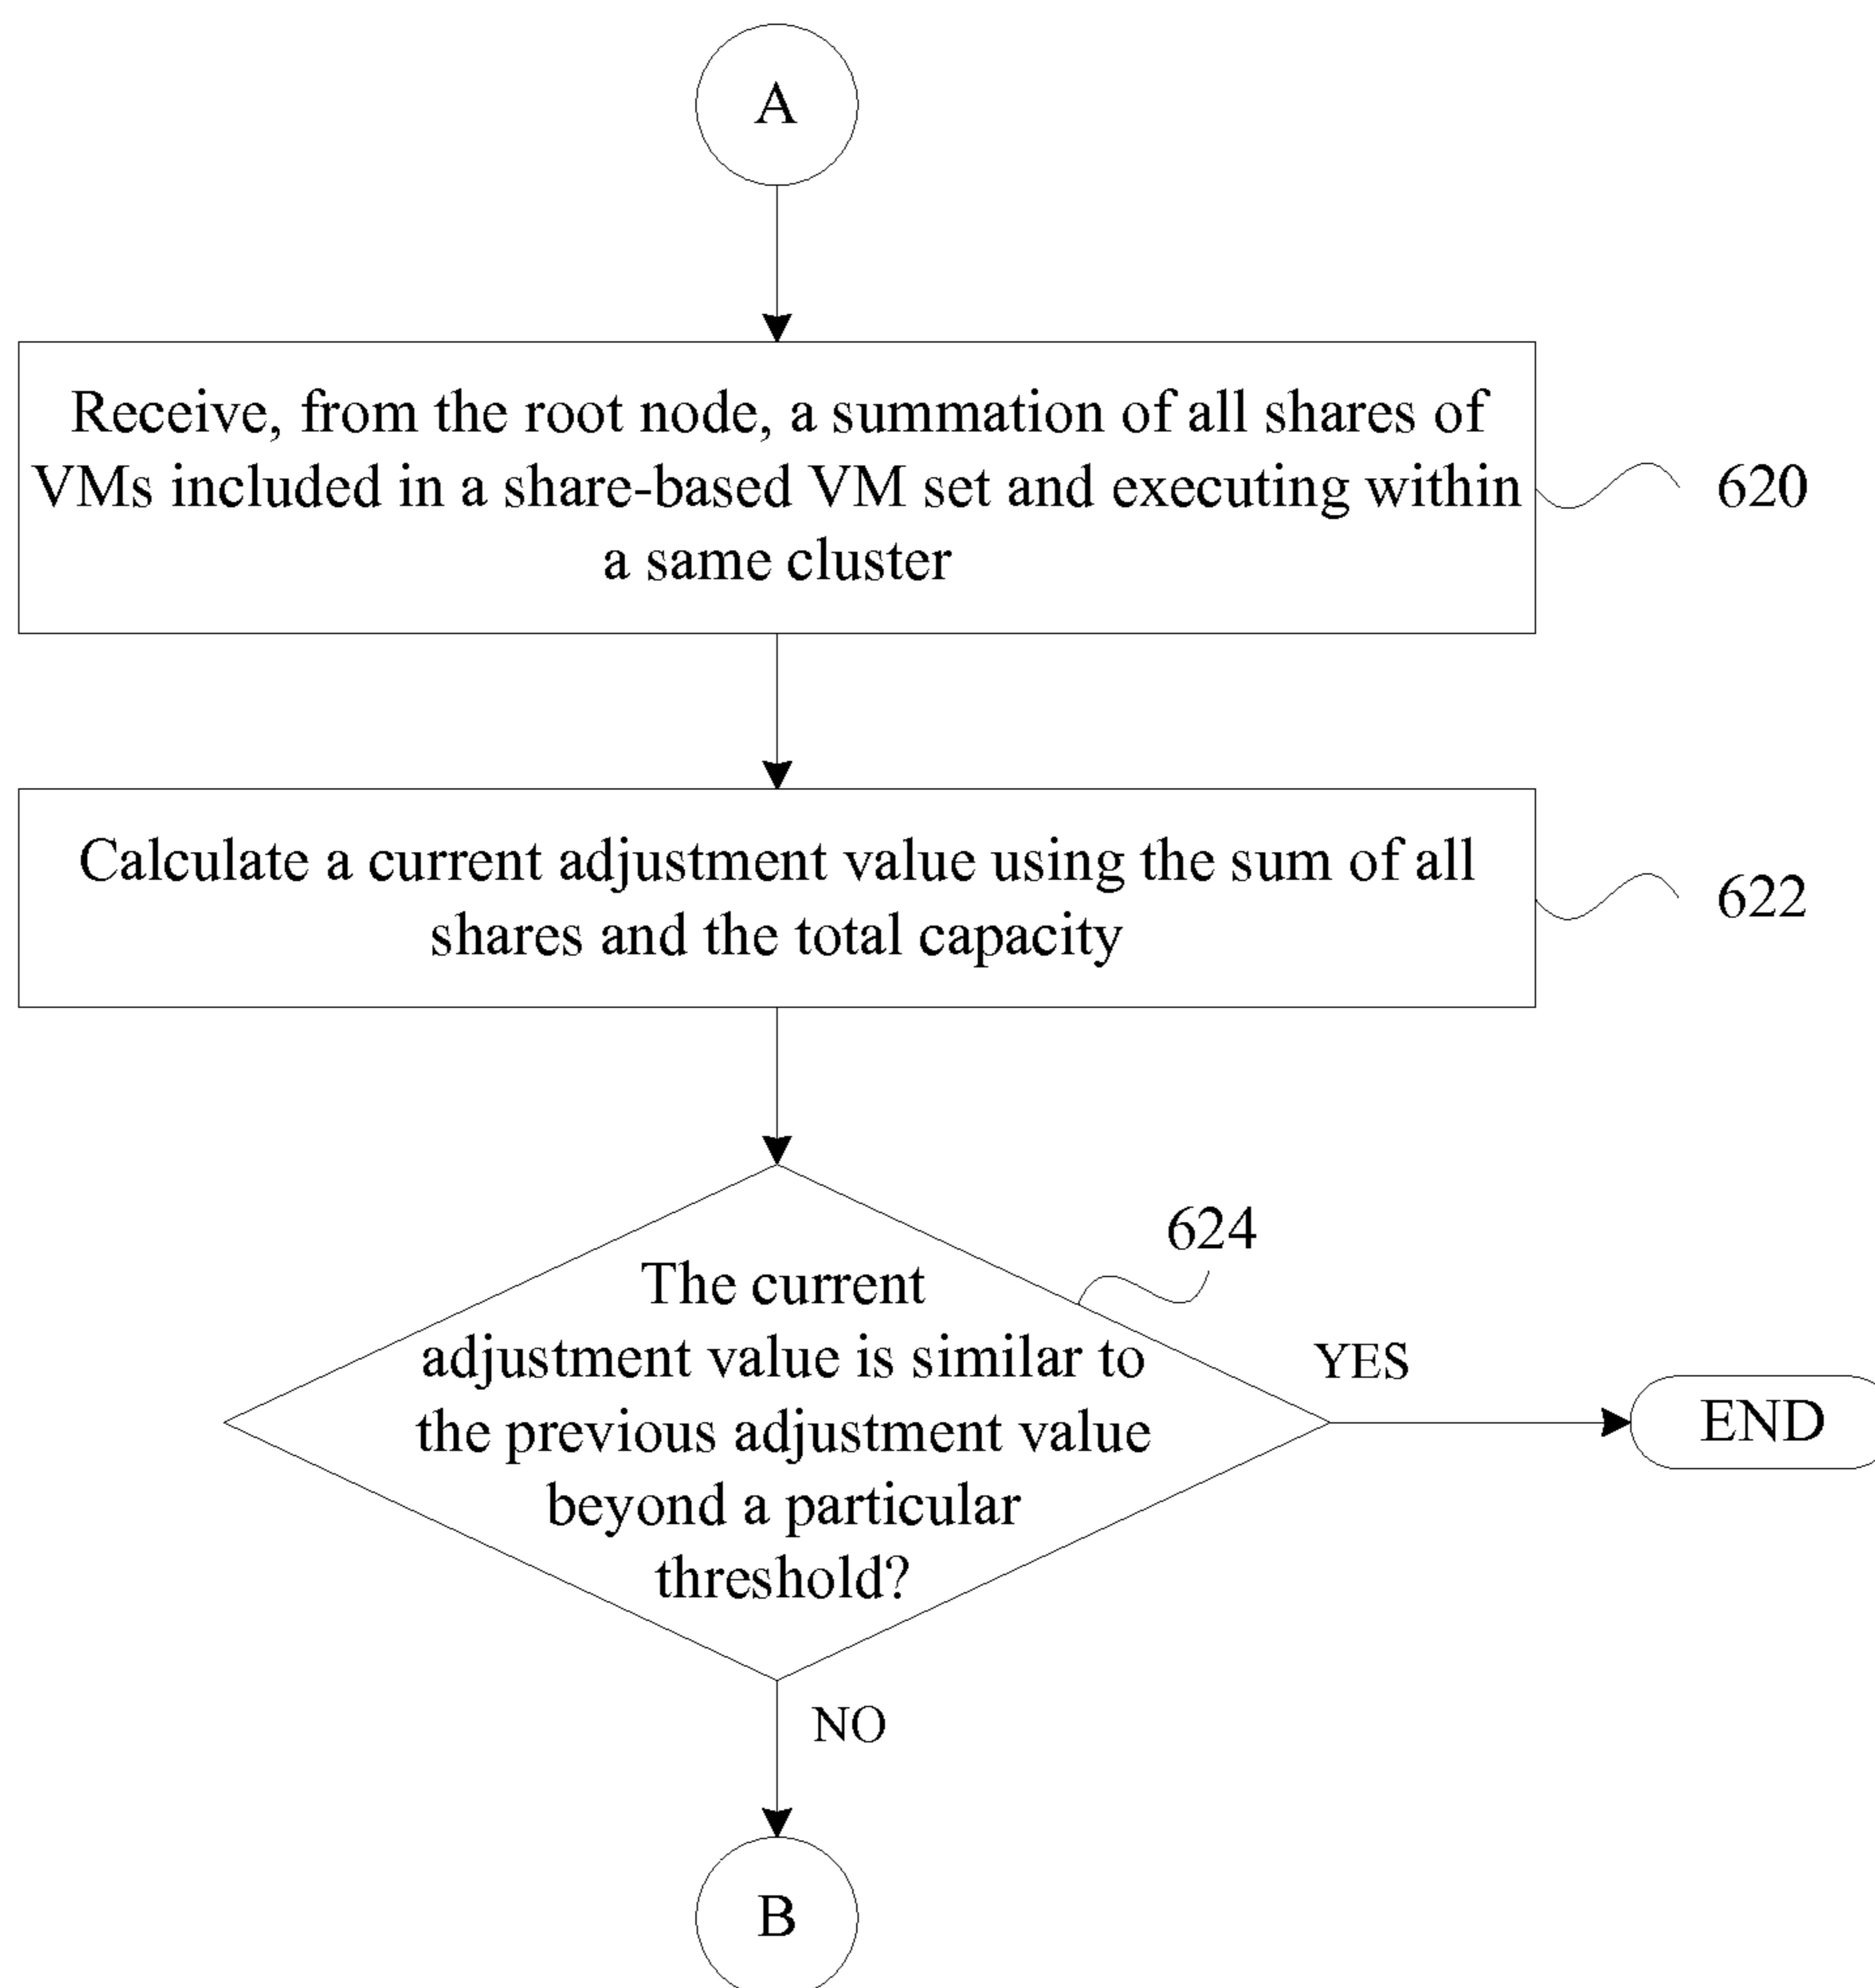 A
Receive, from the root node, a summation of all shares of
VMs included in a share-based VM set and executing within
a same cluster
620
Calculate a current adjustment value using the sum of all
shares and the total capacity
622
624
The current
adjustment value is similar to
the previous adjustment value
beyond a particular
threshold?
YES
END
NO
B